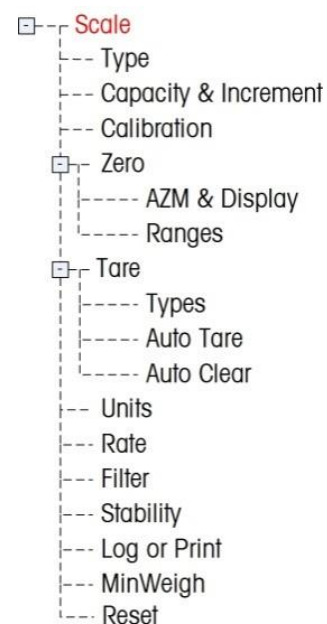 Scale
Type
Capacity & Increment
Calibration
Zero
AZM & Display
Ranges
Tare
Types
Auto Tare
Auto Clear
Units
Rate
Filter
Stability
Log or Print
MinWeigh
Reset